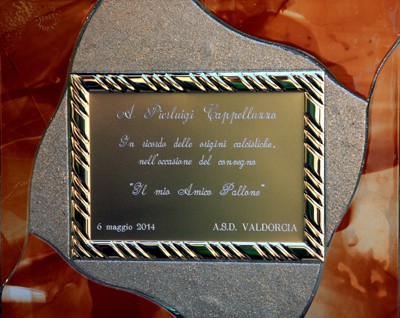 A Pierluigi Cappelluzzo
In ricordo delle origini calcistiche,
nell'occasione del convegno
"Il mio Amico Pallone"
6 maggio 2014 A.S.D. VALDORCIA